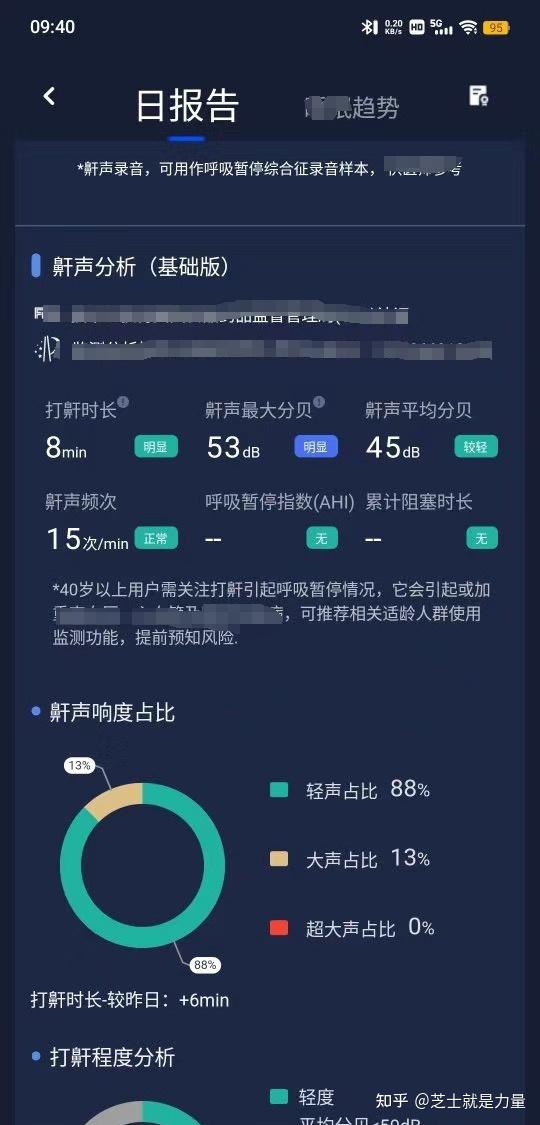 09:40
0.20 KB/s HD 5G 95
日报告 趋势
*鼾声录音，可用作呼吸暂停综合征录音样本，
鼾声分析（基础版）
打鼾时长 鼾声最大分贝 鼾声平均分贝
8min 明显 53dB 明显 45dB 较轻
鼾声频次 呼吸暂停指数(AHI) 累计阻塞时长
15次/min 正常 -- 无 -- 无
*40岁以上用户需关注打鼾引起呼吸暂停情况，它会引起或加
，可推荐相关适龄人群使用
监测功能，提前预知风险.
鼾声响度占比
13%
轻声占比 88%
大声占比 13%
超大声占比 0%
88%
打鼾时长-较昨日：+6min
打鼾程度分析
轻度
知乎 @芝士就是力量